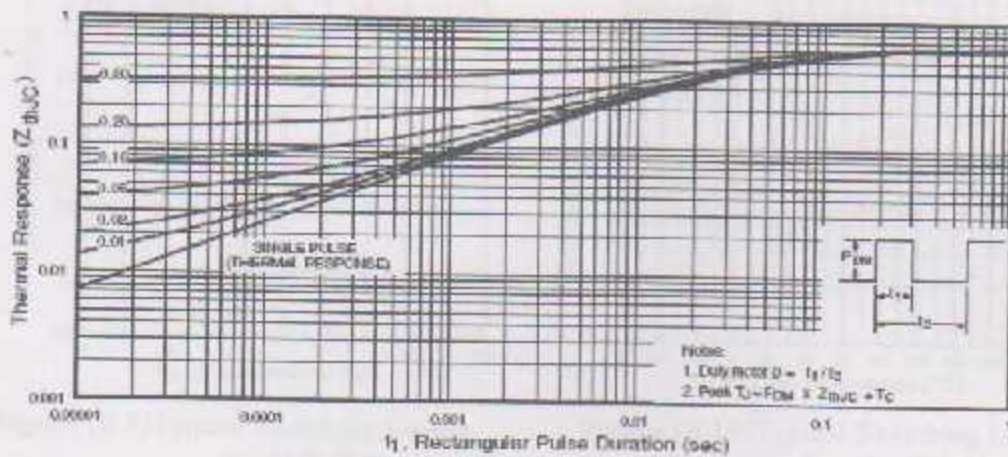 1
0.1
0.01
0.001
Thermal Response (Z thJC)
0.50
0.20
0.10
0.05
0.02
0.01
SINGLE PULSE
(THERMAL RESPONSE)
PDM
t1
t2
Notes:
1. Duty factor D = t1 / t2
2. Peak TJ = PDM x ZthJC + TC
0.00001
0.0001
0.001
0.01
0.1
t1, Rectangular Pulse Duration (sec)